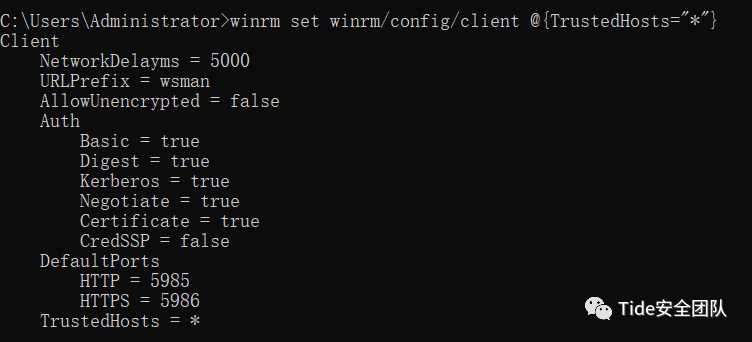 C:\Users\Administrator>winrm set winrm/config/client @{TrustedHosts="*"}
Client
    NetworkDelayms = 5000
    URLPrefix = wsman
    AllowUnencrypted = false
    Auth
        Basic = true
        Digest = true
        Kerberos = true
        Negotiate = true
        Certificate = true
        CredSSP = false
    DefaultPorts
        HTTP = 5985
        HTTPS = 5986
    TrustedHosts = *
Tide安全团队